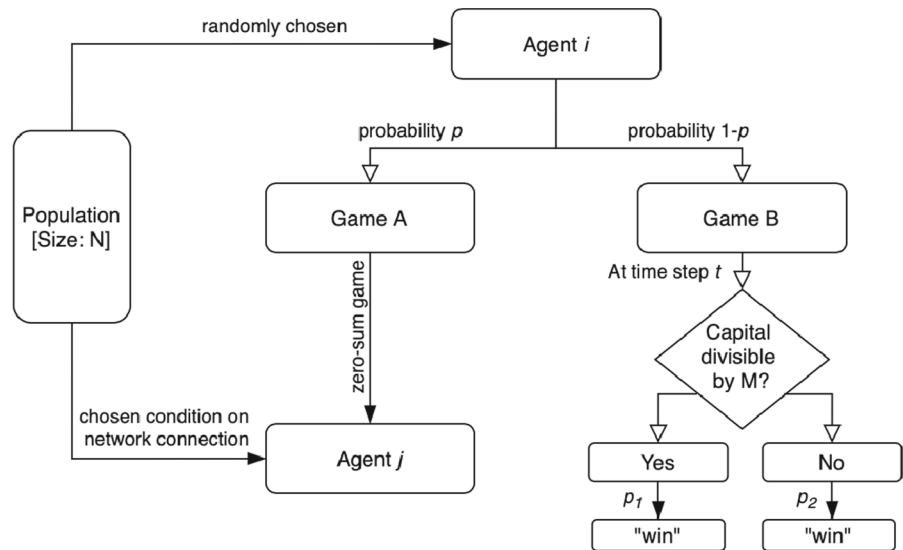 randomly chosen
Agent i
probability p
probability 1-p
Population
[Size: N]
Game A
Game B
At time step t
zero-sum game
Capital
divisible
by M?
chosen condition on
network connection
Agent j
Yes
No
p1
p2
"win"
"win"